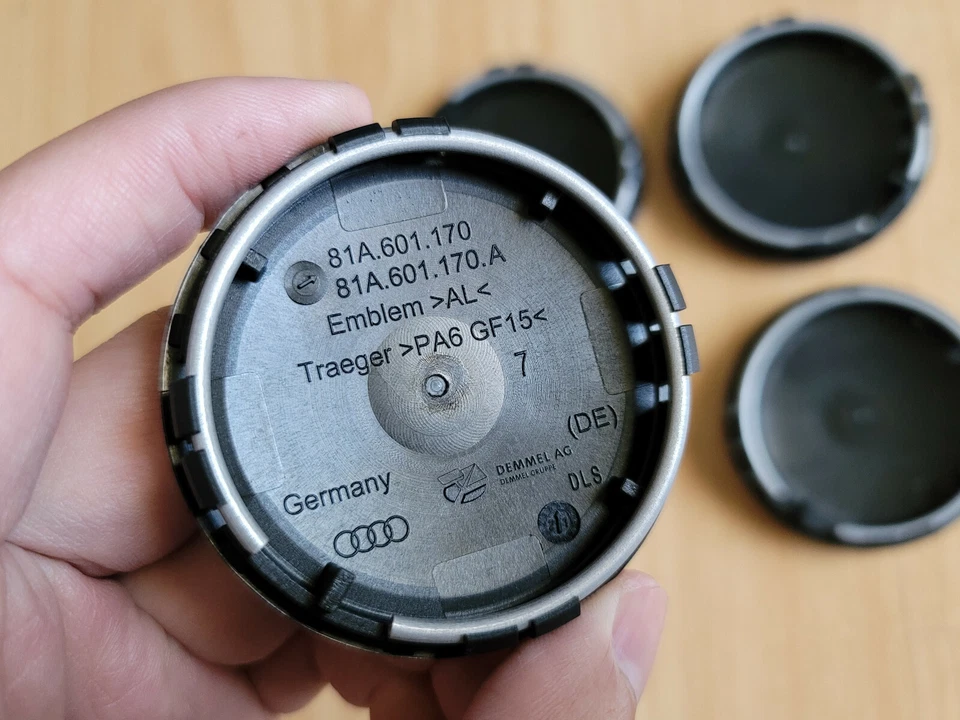 81A.601.170
81A.601.170.A
Emblem >AL<
Traeger >PA6 GF15<
7
(DE)
DEMMEL AG
DEMMEL GRUPPE
DLS
Germany